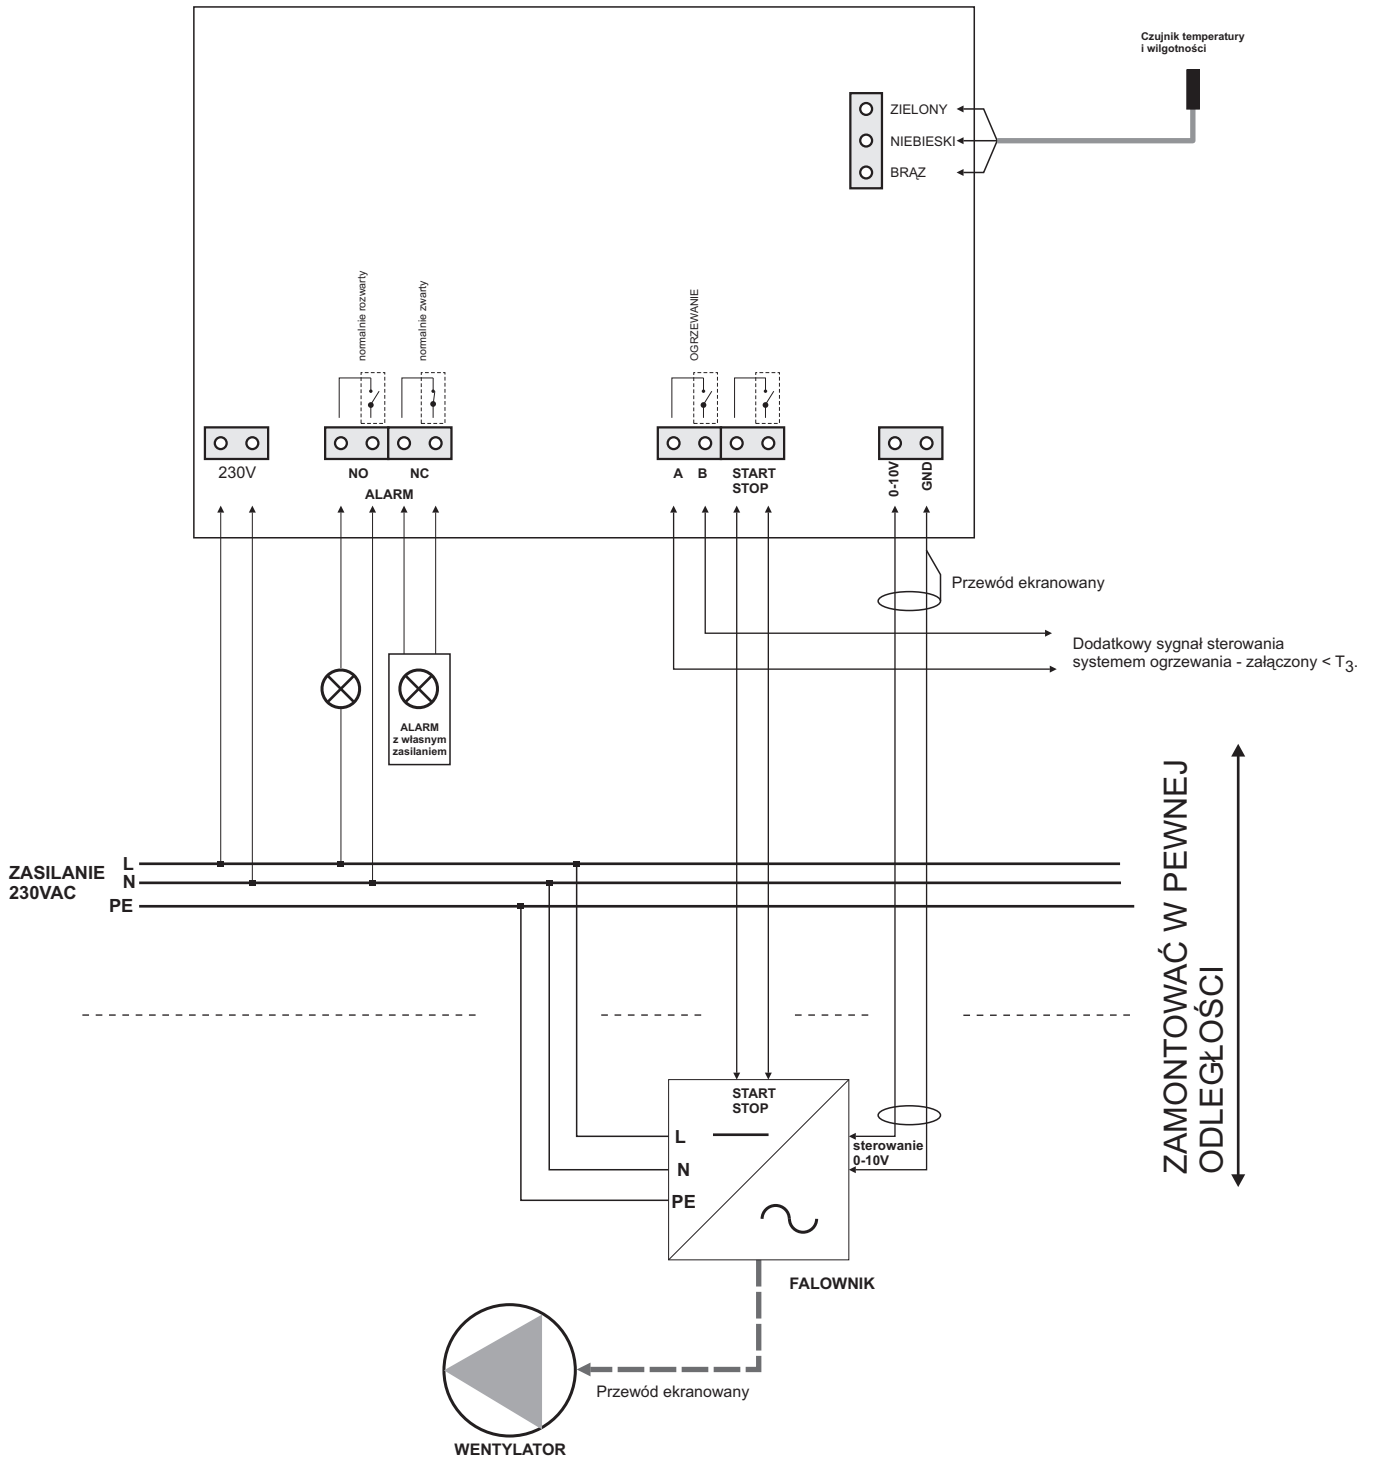 Czujnik temperatury
i wilgotności
ZIELONY
NIEBIESKI
BRĄZ
normalnie rozwarty
normalnie zwarty
OGRZEWANIE
230V
NO
NC
ALARM
A
B
START
STOP
0-10V
GND
Przewód ekranowany
Dodatkowy sygnał sterowania
systemem ogrzewania - załączony < T3.
ALARM
z własnym
zasilaniem
ZASILANIE
230VAC
L
N
PE
ZAMONTOWAĆ W PEWNEJ
ODLEGŁOŚCI
START
STOP
L
N
PE
sterowanie
0-10V
FALOWNIK
Przewód ekranowany
WENTYLATOR